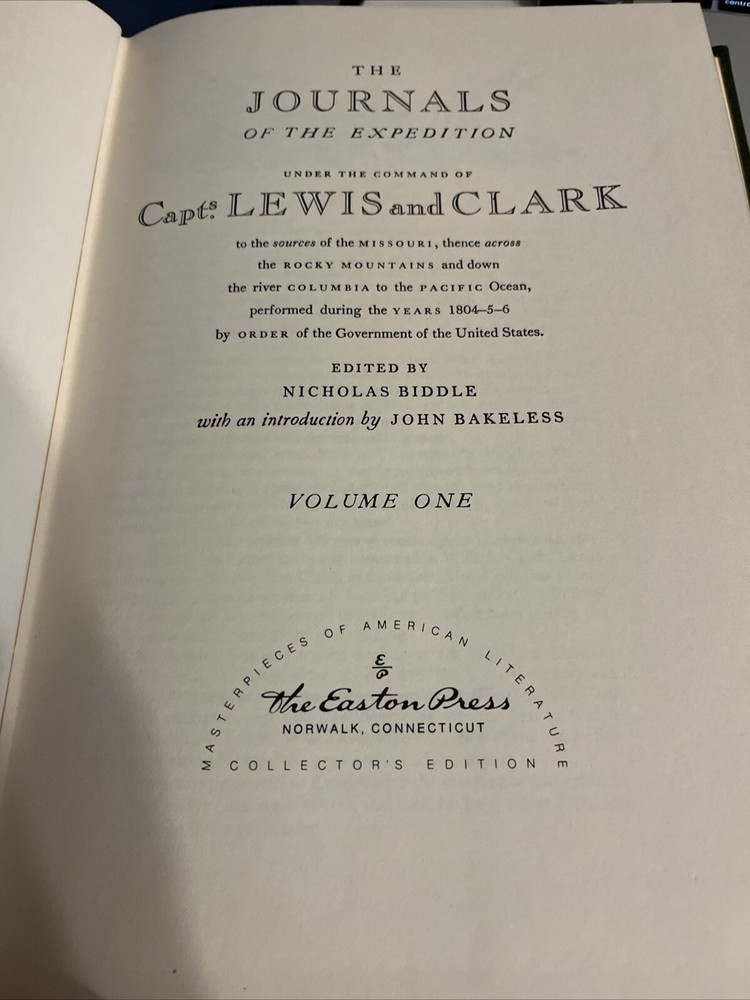 THE
JOURNALS
OF THE EXPEDITION
UNDER THE COMMAND OF
Capts. LEWIS and CLARK
to the sources of the MISSOURI, thence across
the ROCKY MOUNTAINS and down
the river COLUMBIA to the PACIFIC Ocean,
performed during the YEARS 1804–5–6
by ORDER of the Government of the United States.
EDITED BY
NICHOLAS BIDDLE
with an introduction by JOHN BAKELESS
VOLUME ONE
MASTERPIECES OF AMERICAN LITERATURE
E
P
The Easton Press
NORWALK, CONNECTICUT
COLLECTOR'S EDITION